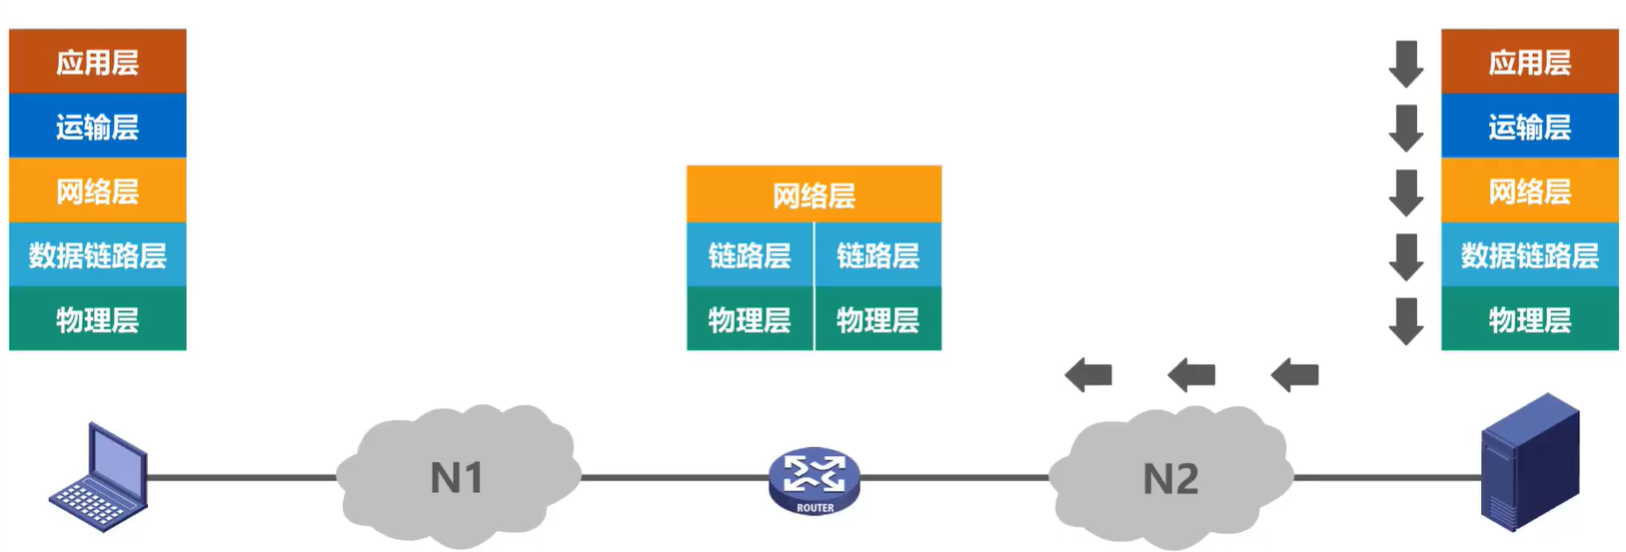 应用层
运输层
网络层
数据链路层
物理层
网络层
链路层 链路层
物理层 物理层
应用层
运输层
网络层
数据链路层
物理层
N1
ROUTER
N2